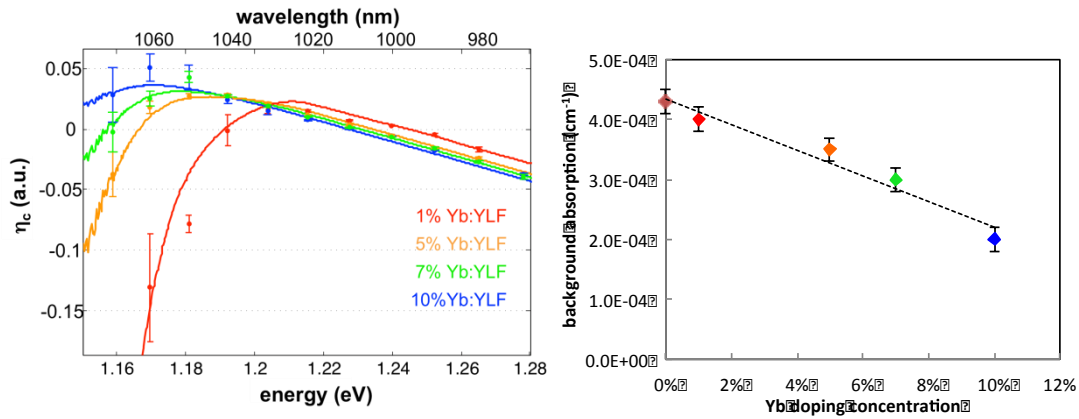 wavelength (nm)
1060 1040 1020 1000 980
0.05
0
-0.05
-0.1
-0.15
η_c (a.u.)
1% Yb:YLF
5% Yb:YLF
7% Yb:YLF
10%Yb:YLF
1.16 1.18 1.2 1.22 1.24 1.26 1.28
energy (eV)
5.0E-04
4.0E-04
3.0E-04
2.0E-04
1.0E-04
0.0E+00
background absorption (cm⁻¹)
0% 2% 4% 6% 8% 10% 12%
Yb doping concentration